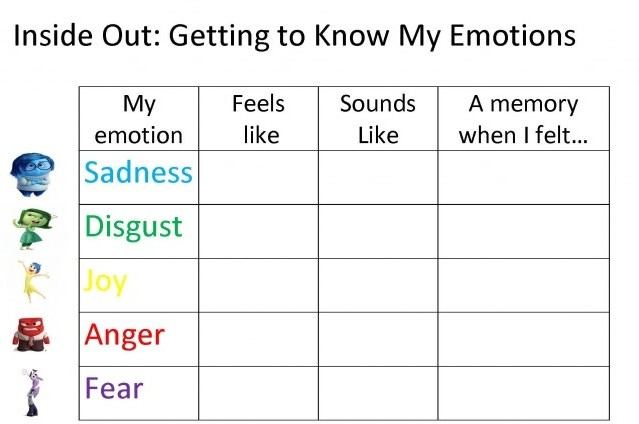 Inside Out: Getting to Know My Emotions
My emotion
Feels like
Sounds Like
A memory when I felt...
Sadness
Disgust
Joy
Anger
Fear